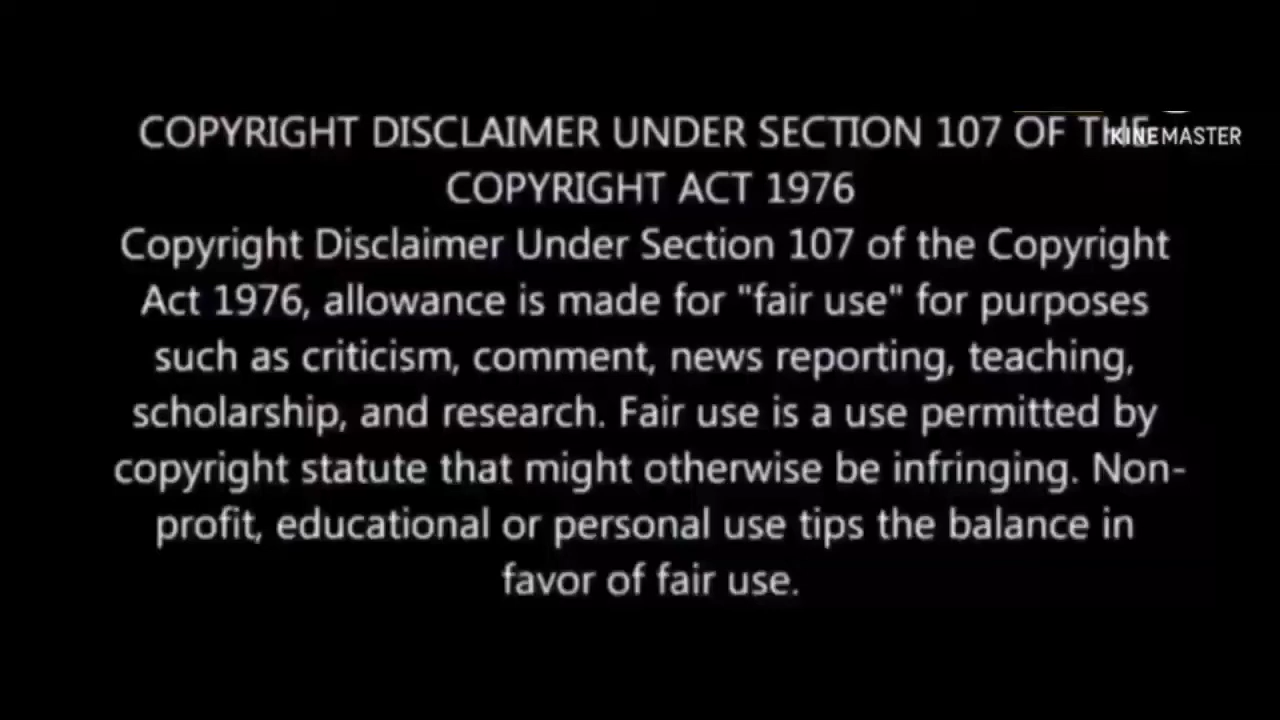 COPYRIGHT DISCLAIMER UNDER SECTION 107 OF THE
KINEMASTER
COPYRIGHT ACT 1976
Copyright Disclaimer Under Section 107 of the Copyright
Act 1976, allowance is made for "fair use" for purposes
such as criticism, comment, news reporting, teaching,
scholarship, and research. Fair use is a use permitted by
copyright statute that might otherwise be infringing. Non-
profit, educational or personal use tips the balance in
favor of fair use.